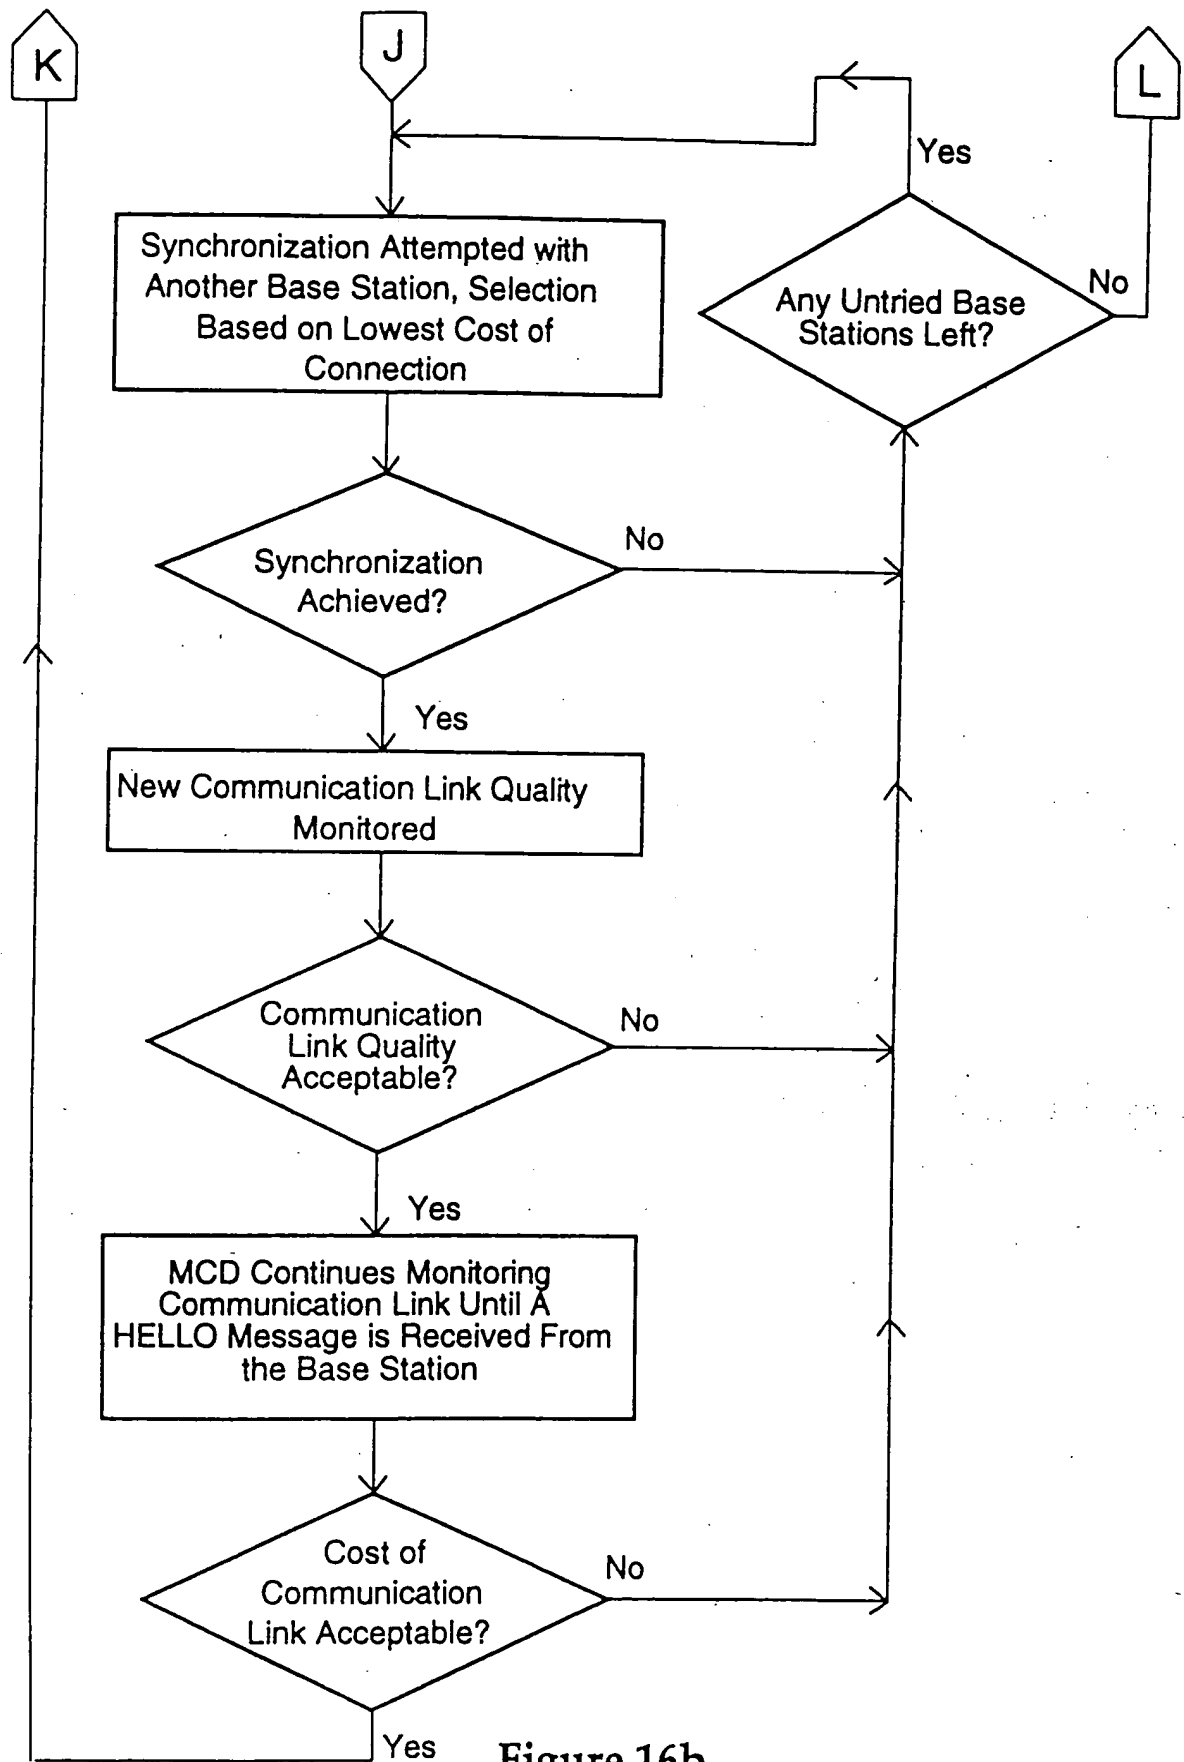 K
J
L
Yes
Synchronization Attempted with
Another Base Station, Selection
Based on Lowest Cost of
Connection
Any Untried Base
Stations Left?
No
Synchronization
Achieved?
No
Yes
New Communication Link Quality
Monitored
Communication
Link Quality
Acceptable?
No
Yes
MCD Continues Monitoring
Communication Link Until A
HELLO Message is Received From
the Base Station
Cost of
Communication
Link Acceptable?
No
Yes
Figure 16b